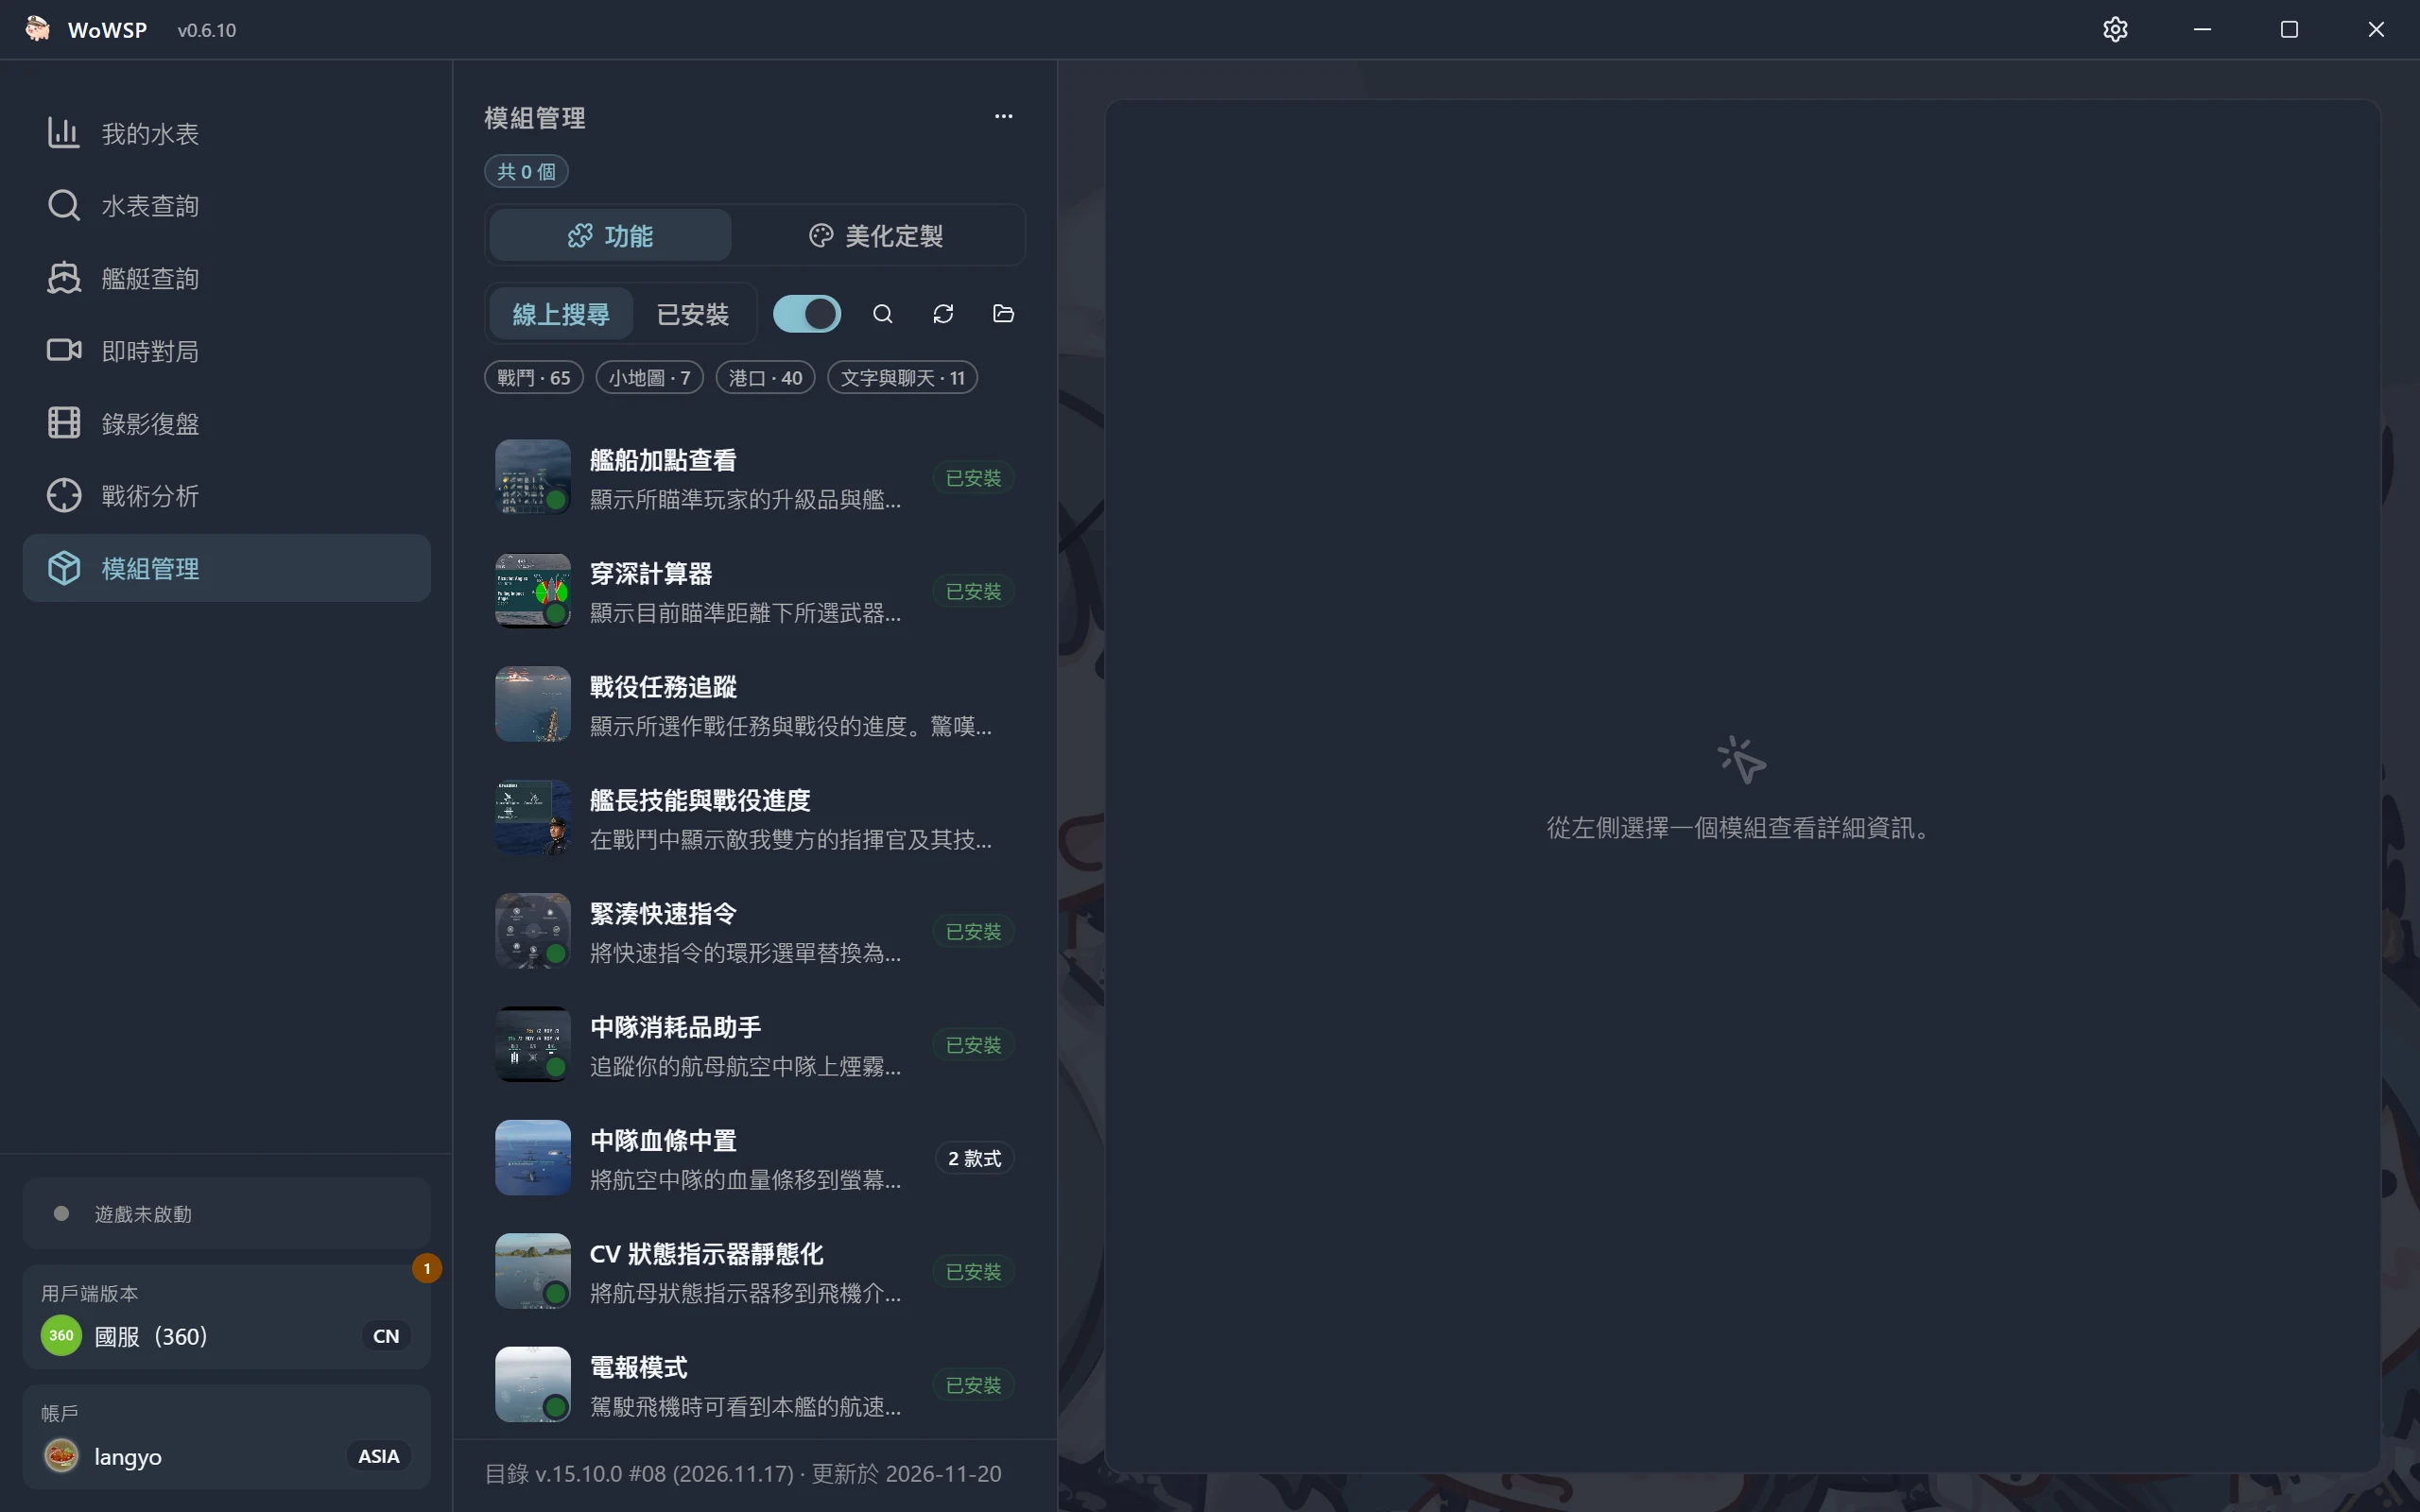 WoWSP v0.6.10
我的水表
水表查詢
艦艇查詢
即時對局
錄影復盤
戰術分析
模組管理
遊戲未啟動
1
用戶端版本
360 國服（360） CN
帳戶
langyo ASIA
模組管理
共 0 個
功能 美化定製
線上搜尋 已安裝
戰鬥 · 65 小地圖 · 7 港口 · 40 文字與聊天 · 11
艦船加點查看
顯示所瞄準玩家的升級品與艦...
已安裝
穿深計算器
顯示目前瞄準距離下所選武器...
已安裝
戰役任務追蹤
顯示所選作戰任務與戰役的進度。驚嘆...
艦長技能與戰役進度
在戰鬥中顯示敵我雙方的指揮官及其技...
緊湊快速指令
將快速指令的環形選單替換為...
已安裝
中隊消耗品助手
追蹤你的航母航空中隊上煙霧...
已安裝
中隊血條中置
將航空中隊的血量條移到螢幕...
2 款式
CV 狀態指示器靜態化
將航母狀態指示器移到飛機介...
已安裝
電報模式
駕駛飛機時可看到本艦的航速...
已安裝
目錄 v.15.10.0 #08 (2026.11.17) · 更新於 2026-11-20
從左側選擇一個模組查看詳細資訊。